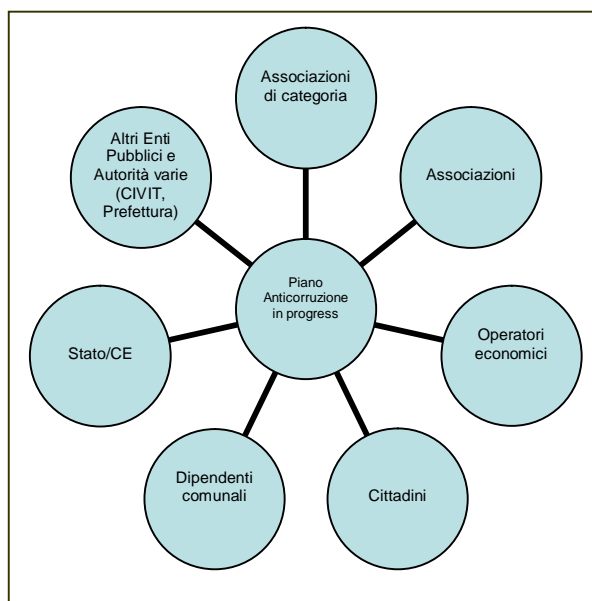 Associazioni
di categoria
Altri Enti
Pubblici e
Autorità varie
(CIVIT,
Prefettura)
Associazioni
Piano
Anticorruzione
in progress
Stato/CE
Operatori
economici
Dipendenti
comunali
Cittadini